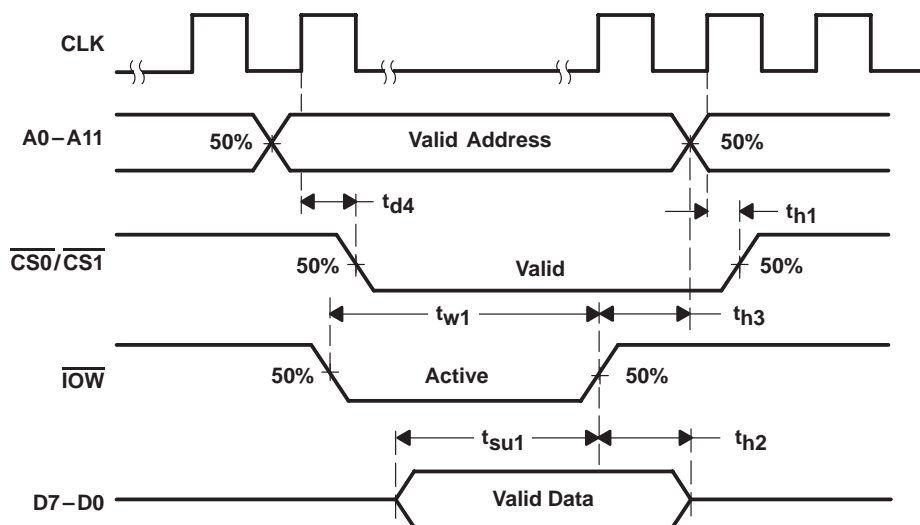 CLK
A0–A11
50%
Valid Address
50%
td4
th1
CS0/CS1
50%
Valid
50%
tw1
th3
IOW
50%
Active
50%
tsu1
th2
D7–D0
Valid Data